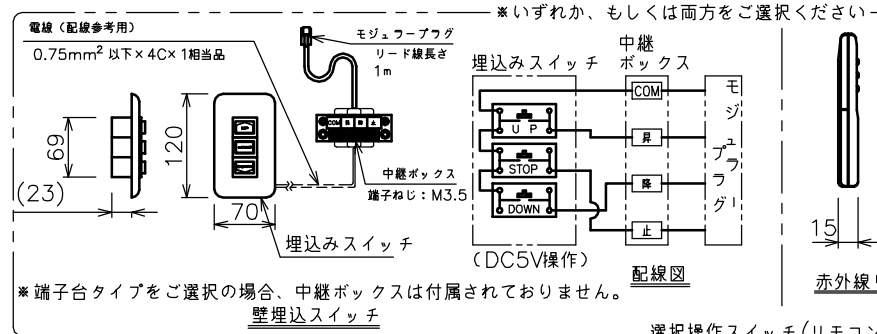 ※いずれか、もしくは両方をご選択ください
電線（配線参考用）
0.75mm² 以下×4C×1相当品
モジュラープラグ
リード線長さ
1m
69
(23)
120
70
UP
COM 昇 降 止
中継ボックス
端子ねじ：M3.5
埋込みスイッチ
埋込みスイッチ
中継
ボックス
COM
UP
昇
STOP
降
DOWN
止
モジュラープラグ
(DC5V操作)
配線図
15
赤外線リ
※端子台タイプをご選択の場合、中継ボックスは付属されておりません。
壁埋込スイッチ
選択操作スイッチ(リモコン